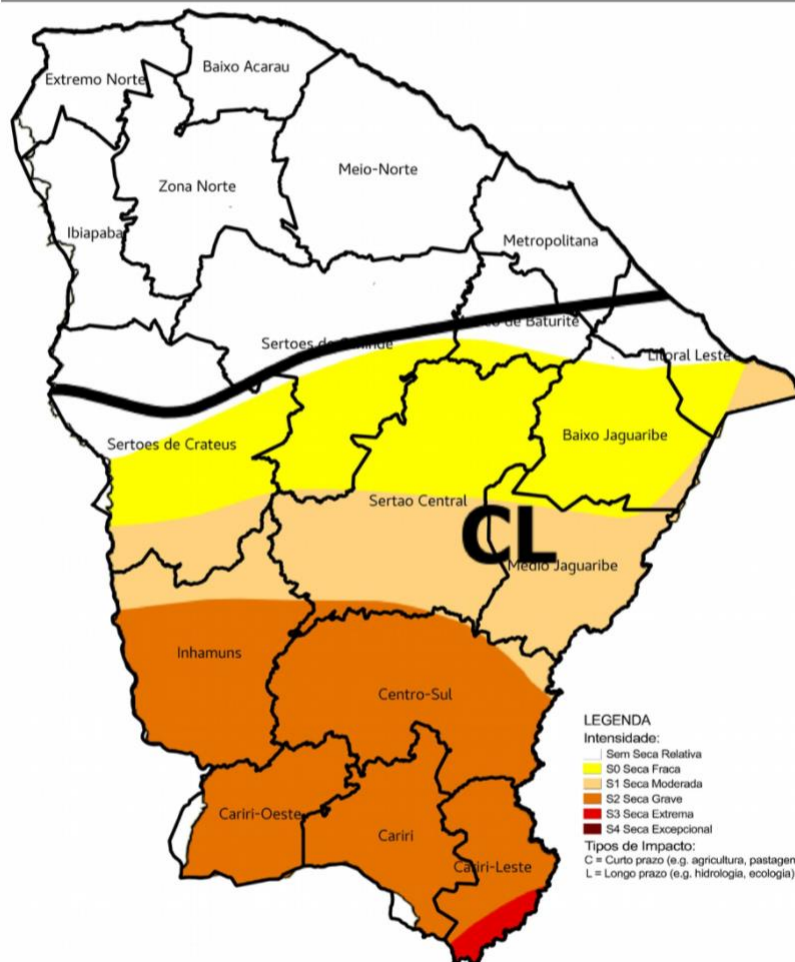 Baixo Acarau
Extremo Norte
Meio-Norte
Zona Norte
Ibiapaba
Metropolitana
de Baturité
Sertoes de
Litoral Leste
Baixo Jaguaribe
Sertoes de Crateus
Sertao Central
CL
Medio Jaguaribe
Inhamuns
Centro-Sul
Cariri-Oeste
Cariri
Cariri-Leste
LEGENDA
Intensidade:
Sem Seca Relativa
S0 Seca Fraca
S1 Seca Moderada
S2 Seca Grave
S3 Seca Extrema
S4 Seca Excepcional
Tipos de Impacto:
C = Curto prazo (e.g. agricultura, pastagen
L = Longo prazo (e.g. hidrologia, ecologia)